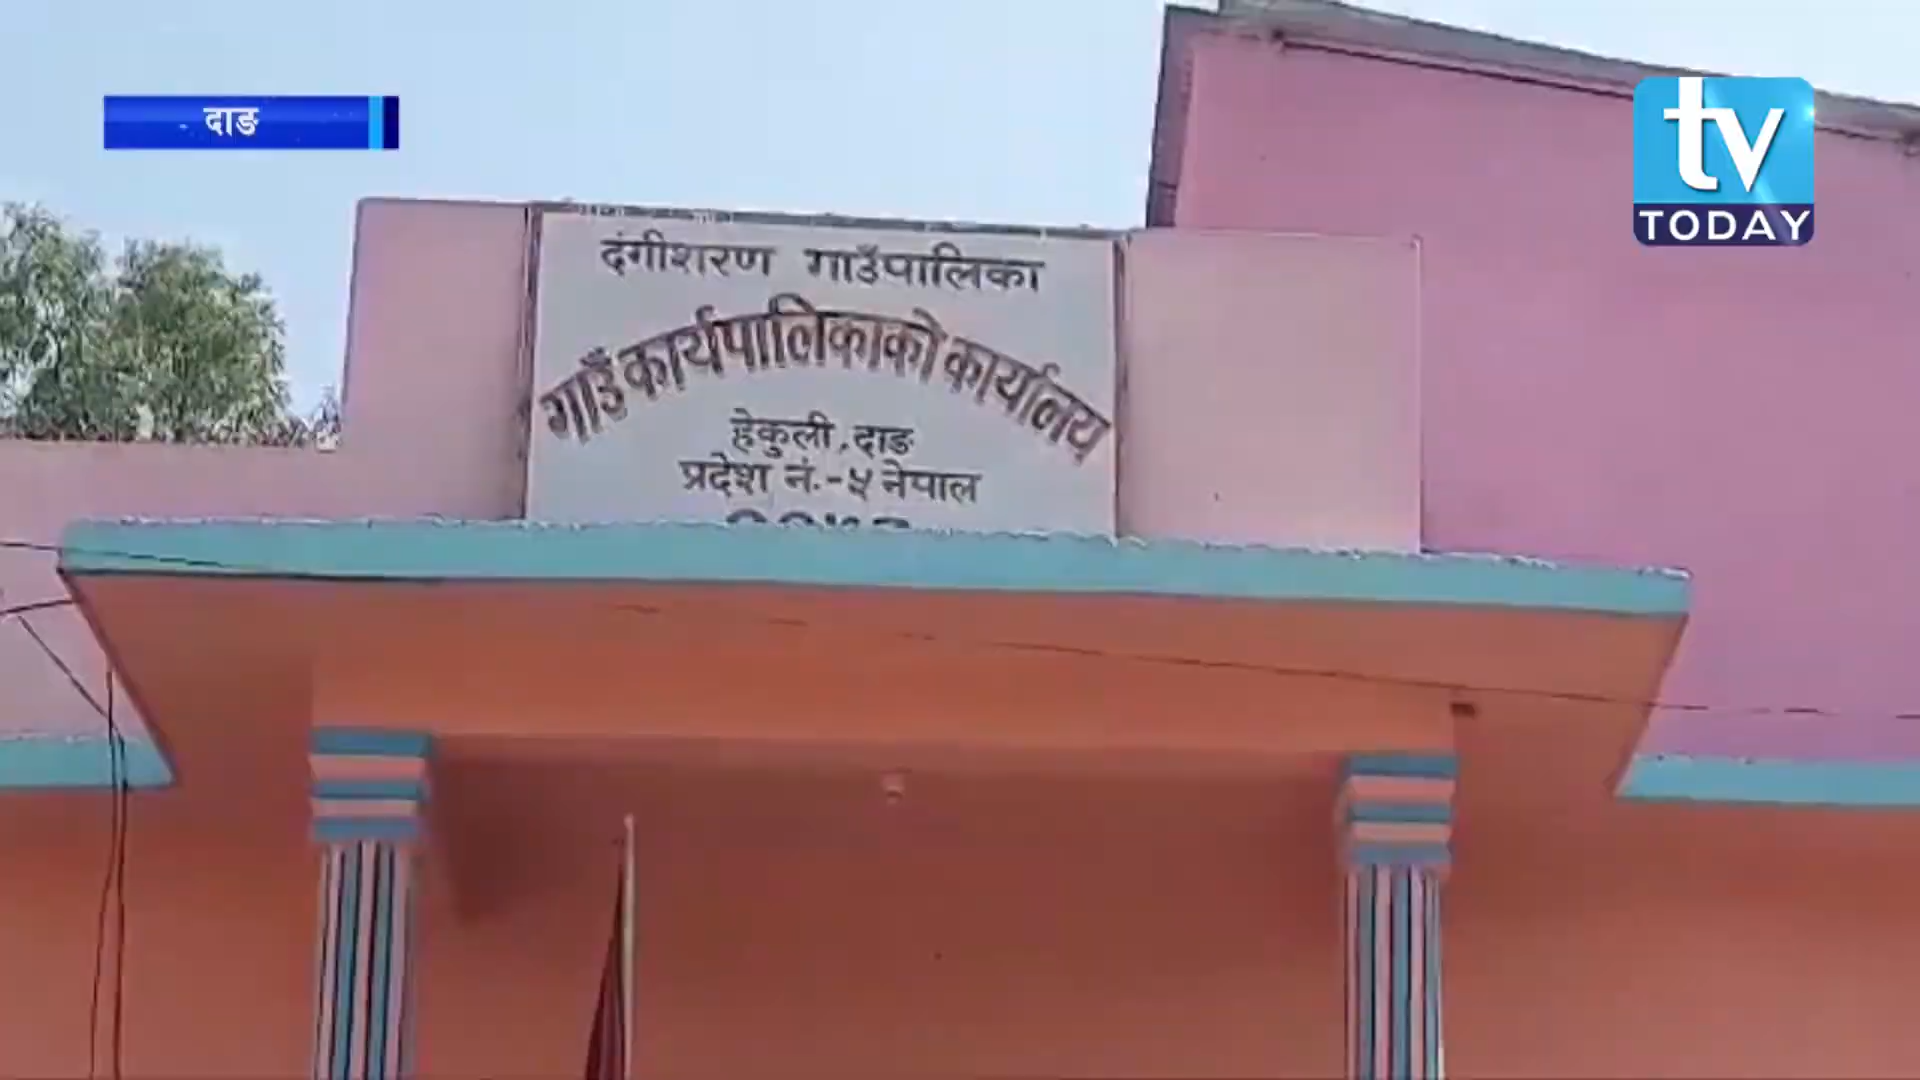 दाङ
tv
TODAY
दंगीशरण गाउँपालिका
गाउँ कार्यपालिकाको कार्यालय
हेकुली, दाङ
प्रदेश नं.-५ नेपाल